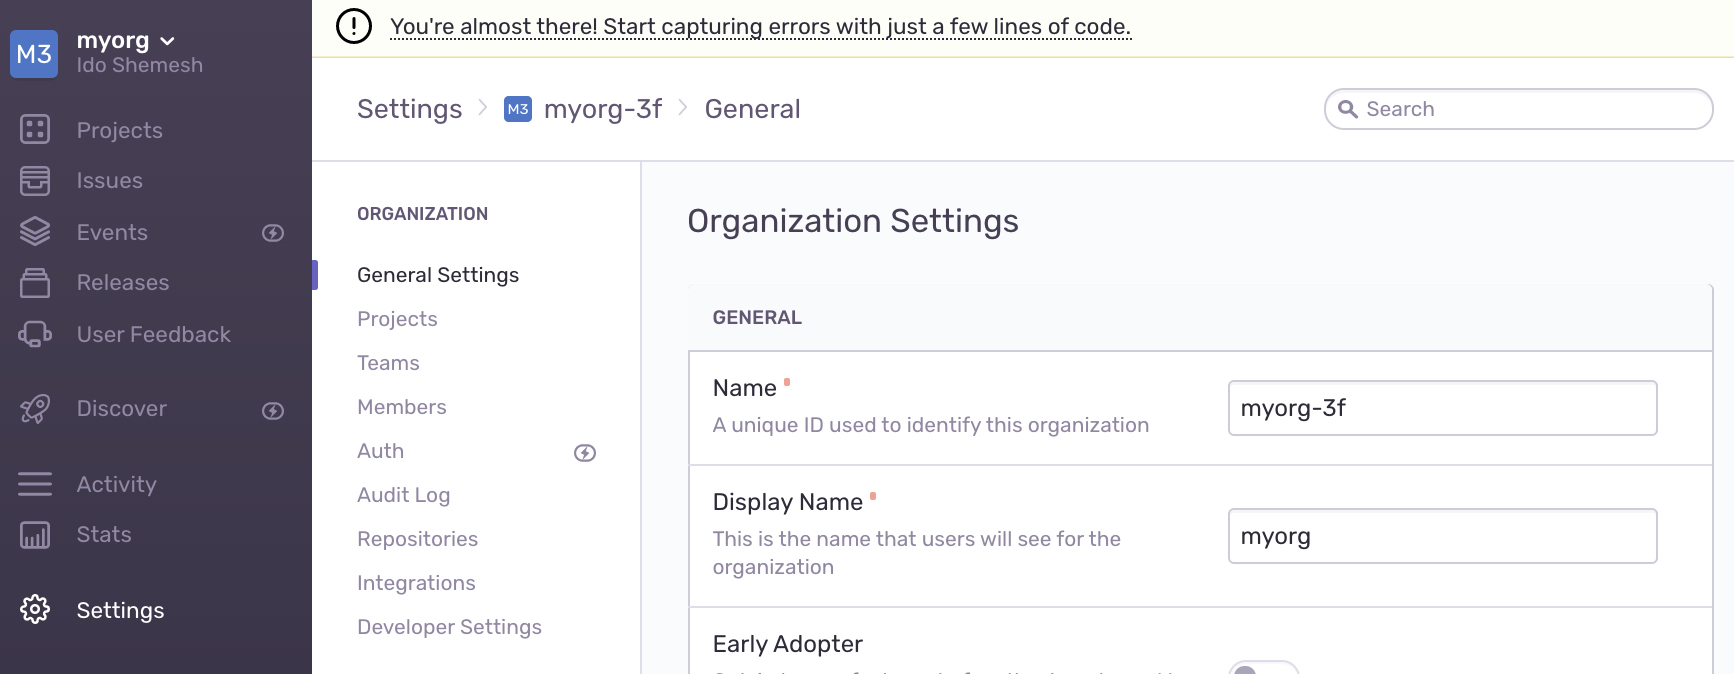 You're almost there! Start capturing errors with just a few lines of code.
M3
myorg
Ido Shemesh
Projects
Issues
Events
Releases
User Feedback
Discover
Activity
Stats
Settings
Settings > M3 myorg-3f > General
Search
ORGANIZATION
General Settings
Projects
Teams
Members
Auth
Audit Log
Repositories
Integrations
Developer Settings
Organization Settings
GENERAL
Name
A unique ID used to identify this organization
myorg-3f
Display Name
This is the name that users will see for the
organization
myorg
Early Adopter